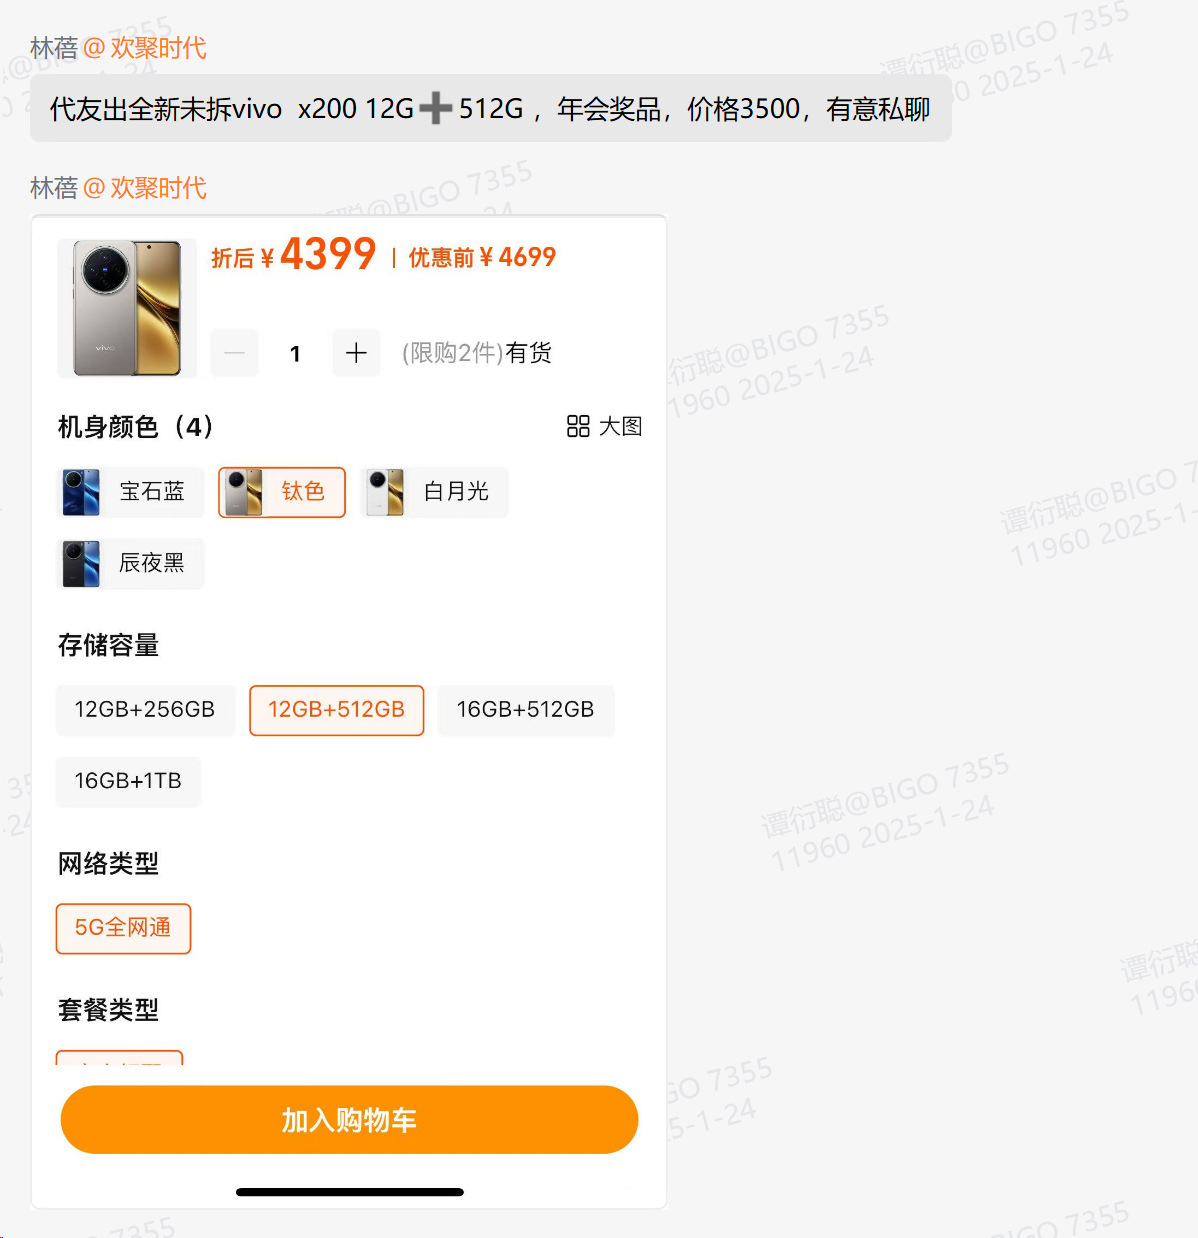 林蓓@欢聚时代
代友出全新未拆vivo x200 12G➕512G ，年会奖品，价格3500，有意私聊
林蓓@欢聚时代
折后 ¥ 4399 | 优惠前 ¥ 4699
vivo
1 (限购2件)有货
机身颜色（4） 大图
宝石蓝 钛色 白月光
辰夜黑
存储容量
12GB+256GB 12GB+512GB 16GB+512GB
16GB+1TB
网络类型
5G全网通
套餐类型
加入购物车
谭衍聪@BIGO 7355
11960 2025-1-24